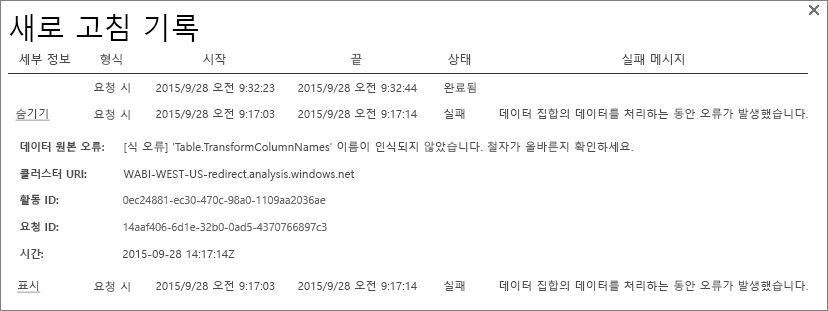 새로 고침 기록
세부 정보 형식 시작 끝 상태 실패 메시지
요청 시 2015/9/28 오전 9:32:23 2015/9/28 오전 9:32:44 완료됨
숨기기 요청 시 2015/9/28 오전 9:17:03 2015/9/28 오전 9:17:14 실패 데이터 집합의 데이터를 처리하는 동안 오류가 발생했습니다.
데이터 원본 오류: [식 오류] 'Table.TransformColumnNames' 이름이 인식되지 않았습니다. 철자가 올바른지 확인하세요.
클러스터 URI: WABI-WEST-US-redirect.analysis.windows.net
활동 ID: 0ec24881-ec30-470c-98a0-1109aa2036ae
요청 ID: 14aaf406-6d1e-32b0-0ad5-4370766897c3
시간: 2015-09-28 14:17:14Z
표시 요청 시 2015/9/28 오전 9:17:03 2015/9/28 오전 9:17:14 실패 데이터 집합의 데이터를 처리하는 동안 오류가 발생했습니다.